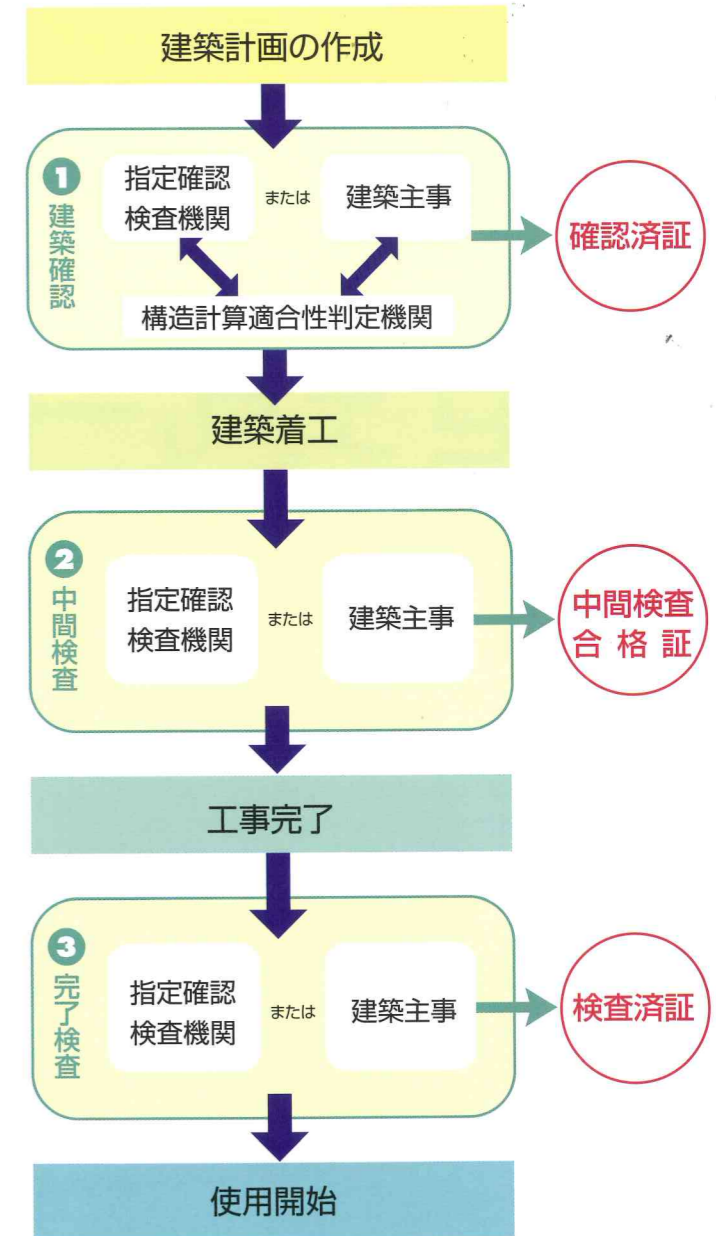 建築計画の作成
❶建築確認
指定確認
検査機関
または
建築主事
構造計算適合性判定機関
確認済証
建築着工
❷中間検査
指定確認
検査機関
または
建築主事
中間検査
合格証
工事完了
❸完了検査
指定確認
検査機関
または
建築主事
検査済証
使用開始